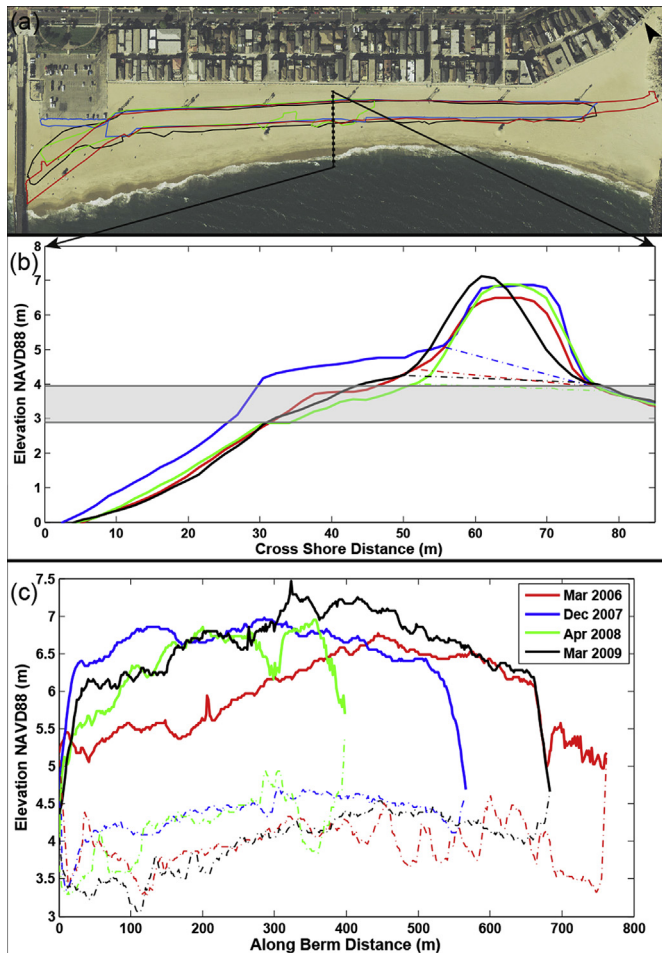 (a)
(b)
Elevation NAVD88 (m)
8
7
6
5
4
3
2
1
0
0 10 20 30 40 50 60 70 80
Cross Shore Distance (m)
(c)
Elevation NAVD88 (m)
7.5
7
6.5
6
5.5
5
4.5
4
3.5
3
Mar 2006
Dec 2007
Apr 2008
Mar 2009
0 100 200 300 400 500 600 700 800
Along Berm Distance (m)